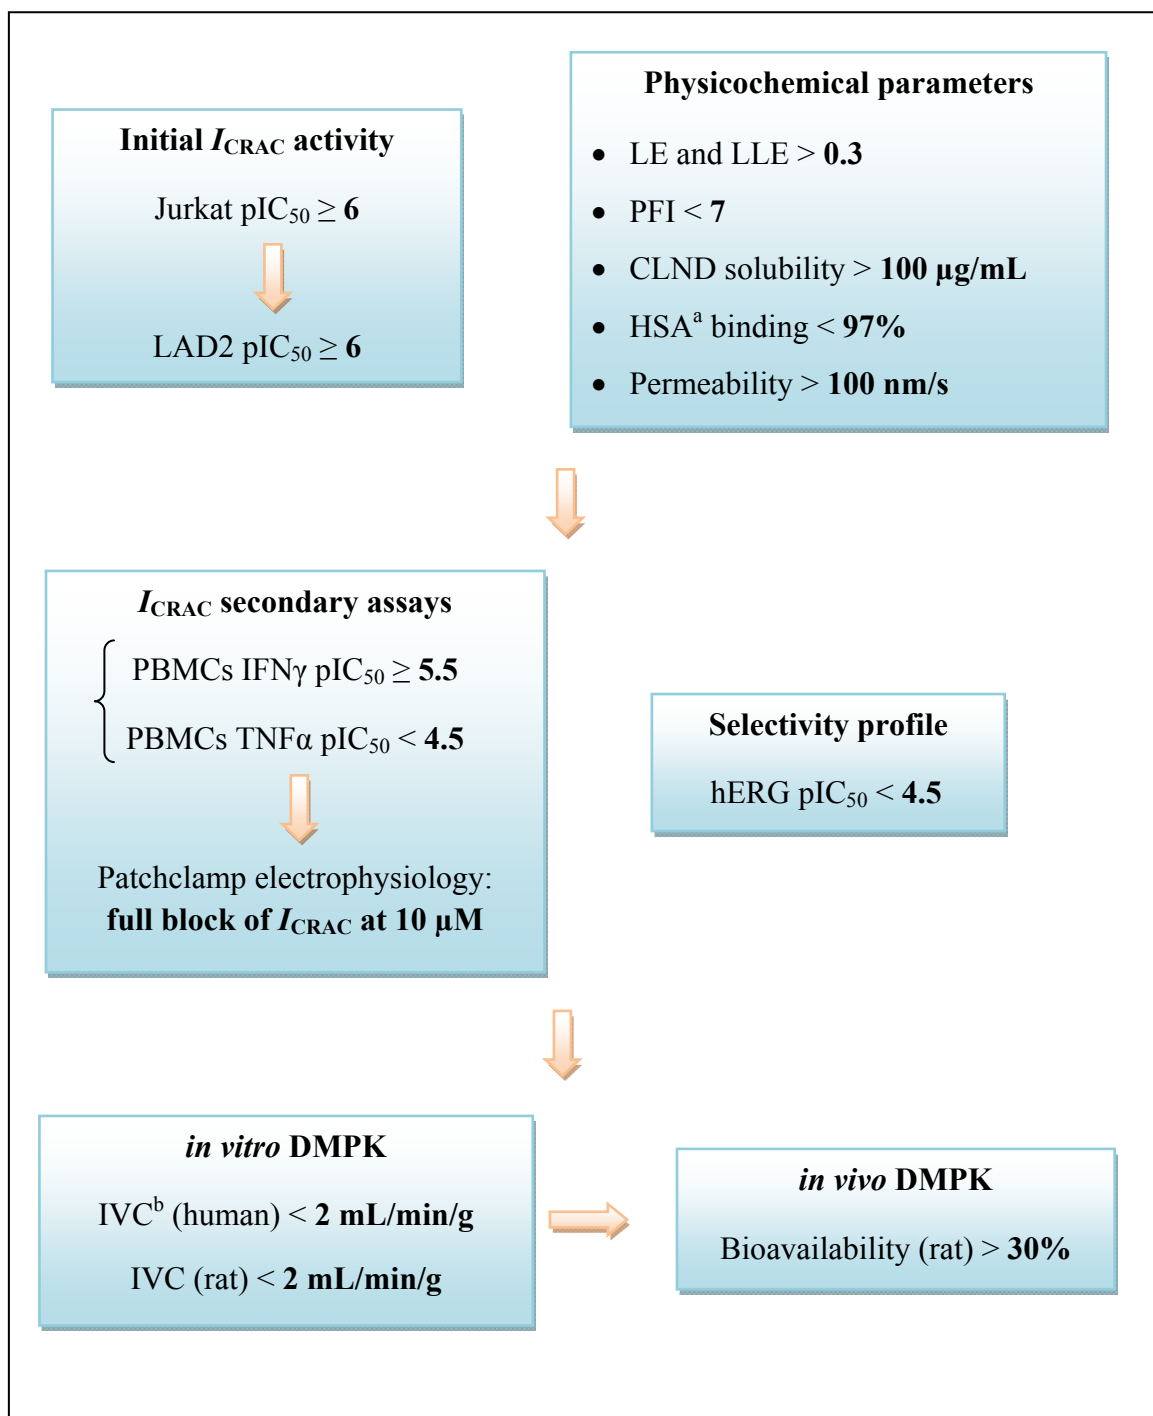 Initial I_CRAC activity
Jurkat pIC₅₀ ≥ 6
LAD2 pIC₅₀ ≥ 6
Physicochemical parameters
• LE and LLE > 0.3
• PFI < 7
• CLND solubility > 100 µg/mL
• HSAᵃ binding < 97%
• Permeability > 100 nm/s
I_CRAC secondary assays
PBMCs IFNγ pIC₅₀ ≥ 5.5
PBMCs TNFα pIC₅₀ < 4.5
Patchclamp electrophysiology:
full block of I_CRAC at 10 µM
Selectivity profile
hERG pIC₅₀ < 4.5
in vitro DMPK
IVCᵇ (human) < 2 mL/min/g
IVC (rat) < 2 mL/min/g
in vivo DMPK
Bioavailability (rat) > 30%